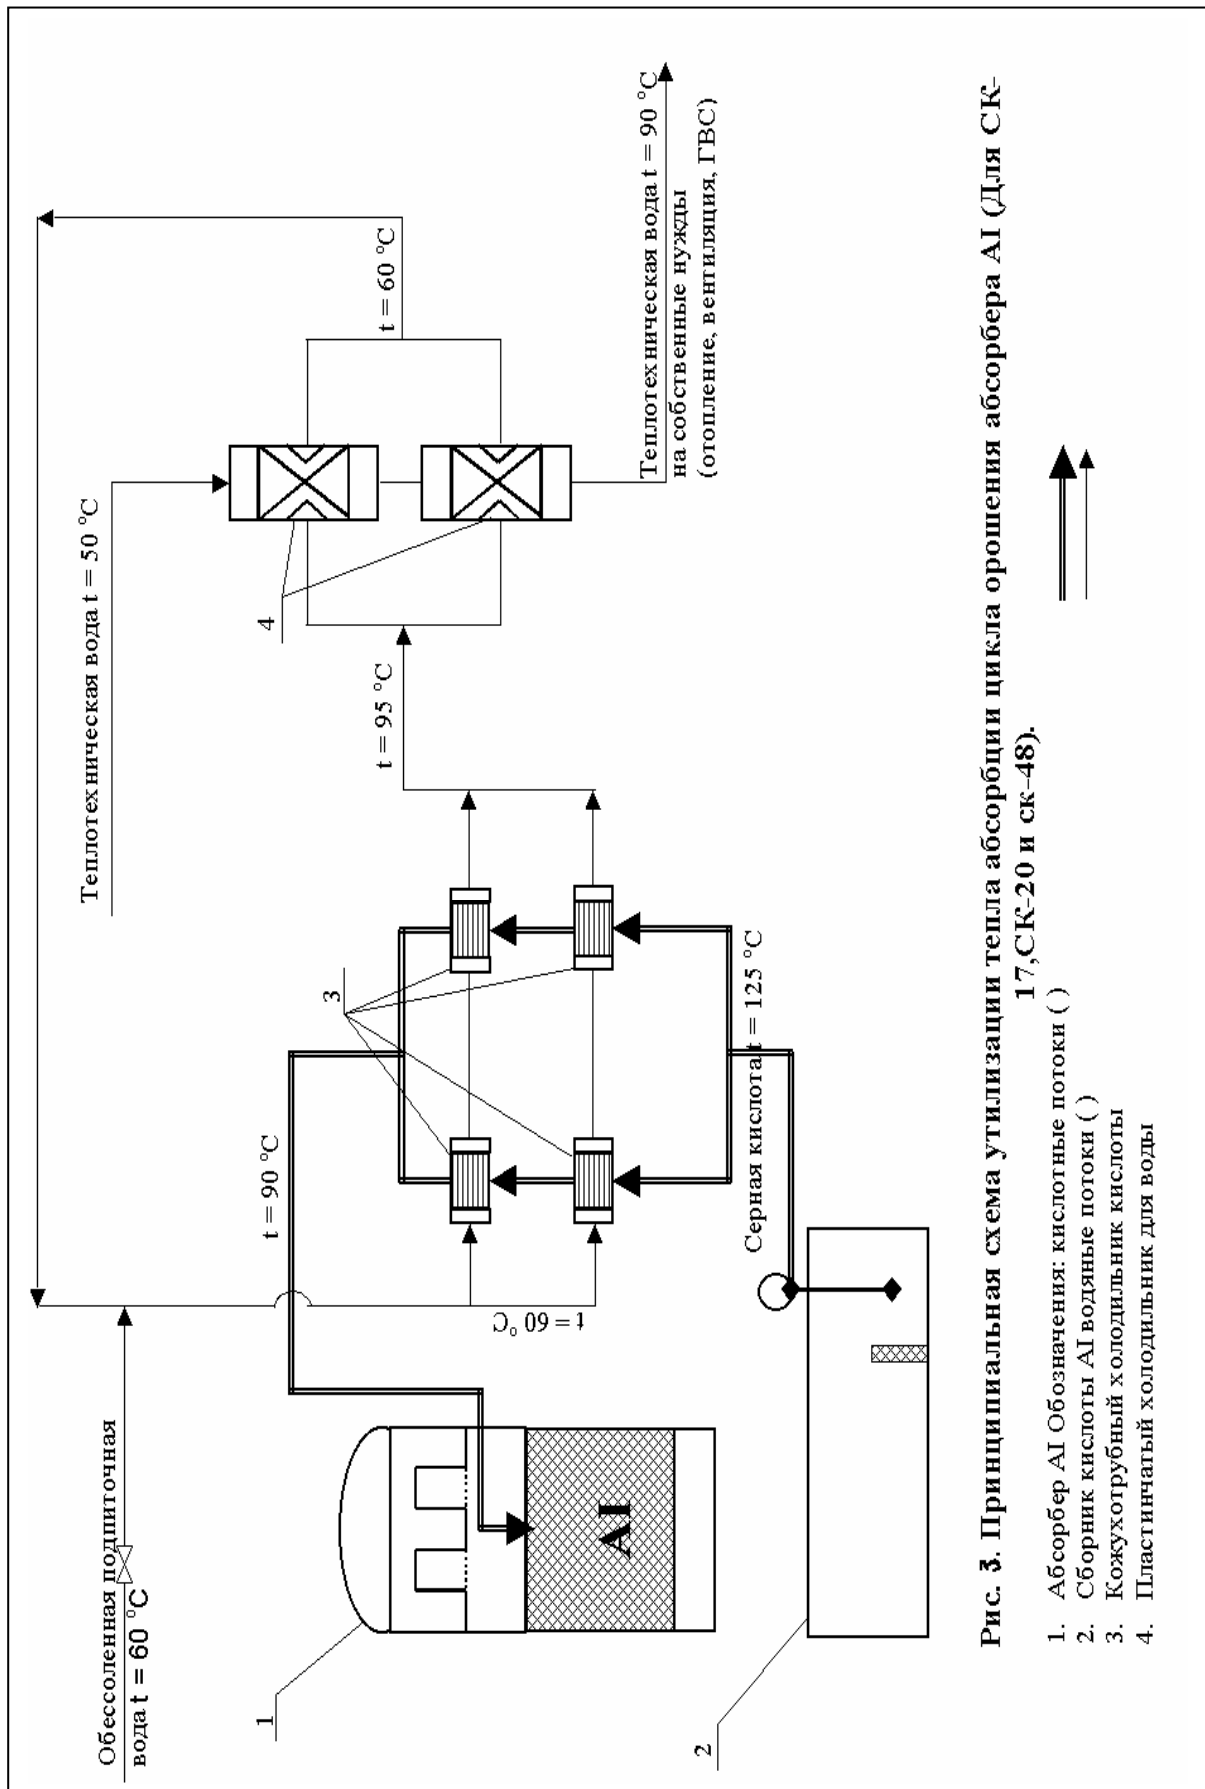 Обессоленная подпиточная
вода t = 60 °С
Теплотехническая вода t = 50 °С
t = 90 °С
t = 60 °С
3
t = 95 °С
4
t = 60 °С
Теплотехническая вода t = 90 °С
на собственные нужды
(отопление, вентиляция, ГВС)
1
AI
2
Серная кислота t = 125 °С
Рис. 3. Принципиальная схема утилизации тепла абсорбции цикла орошения абсорбера AI (Для СК-
17,СК-20 и ск-48).
1. Абсорбер AI Обозначения: кислотные потоки ( )
2. Сборник кислоты AI водяные потоки ( )
3. Кожухотрубный холодильник кислоты
4. Пластинчатый холодильник для воды